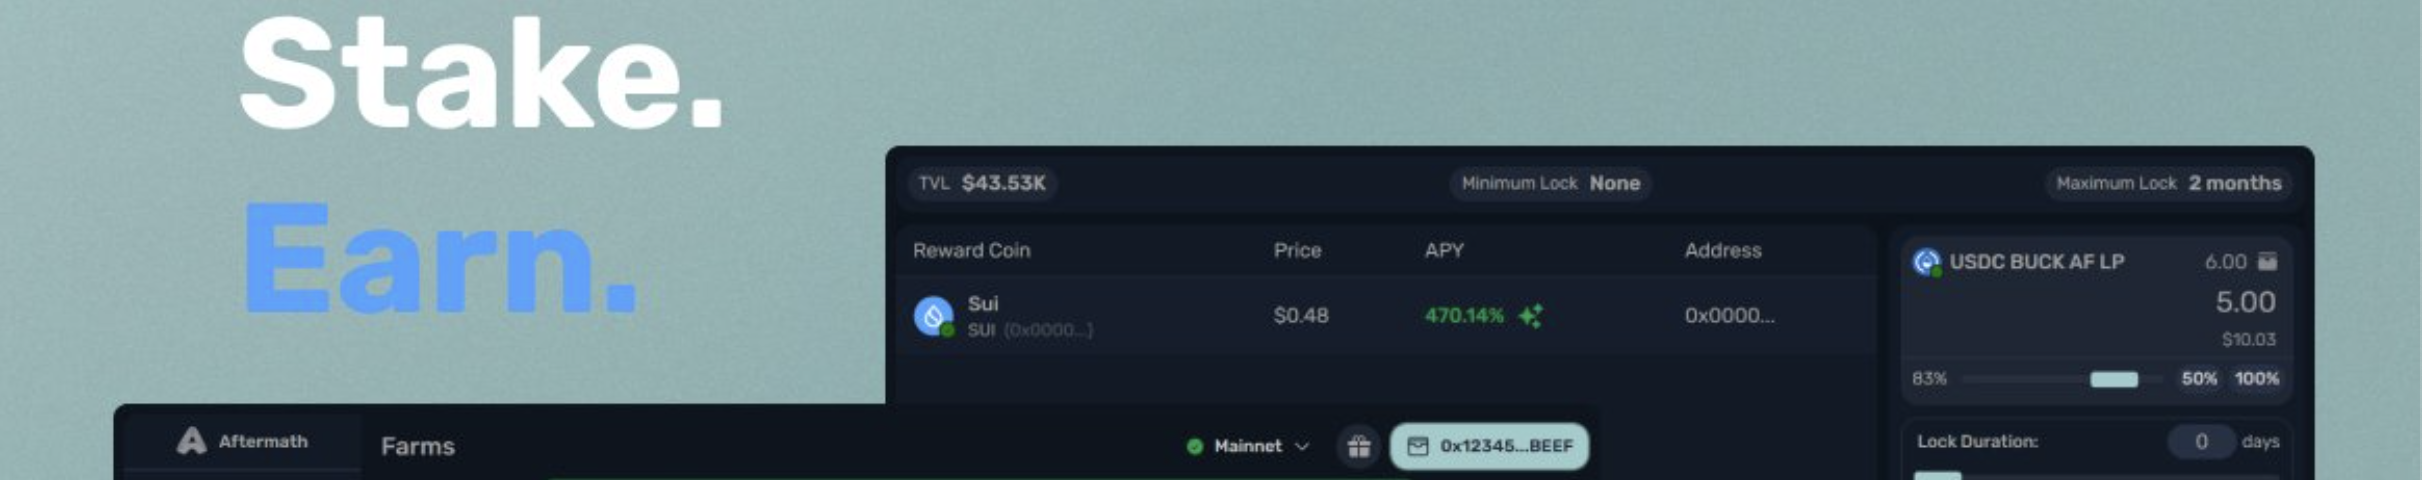 Stake.
Earn.
TVL $43.53K
Minimum Lock None
Maximum Lock 2 months
Reward Coin Price APY Address
Sui
SUI (0x0000...)
$0.48 470.14% 0x0000...
USDC BUCK AF LP 6.00
5.00
$10.03
83% 50% 100%
Lock Duration: 0 days
Aftermath
Farms
Mainnet
0x12345...BEEF